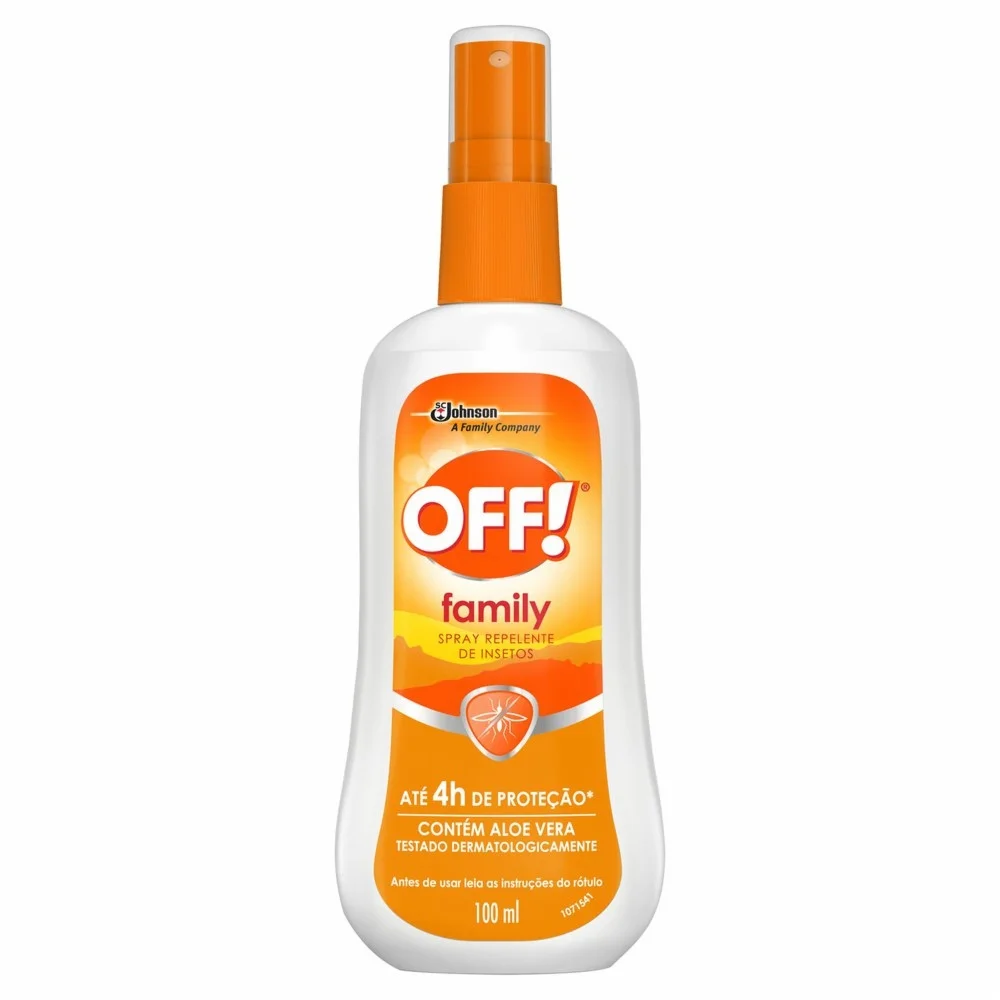 SC Johnson
A Family Company
OFF!®
family
SPRAY REPELENTE
DE INSETOS
ATÉ 4h DE PROTEÇÃO*
CONTÉM ALOE VERA
TESTADO DERMATOLOGICAMENTE
Antes de usar leia as instruções do rótulo
100 ml
1071541